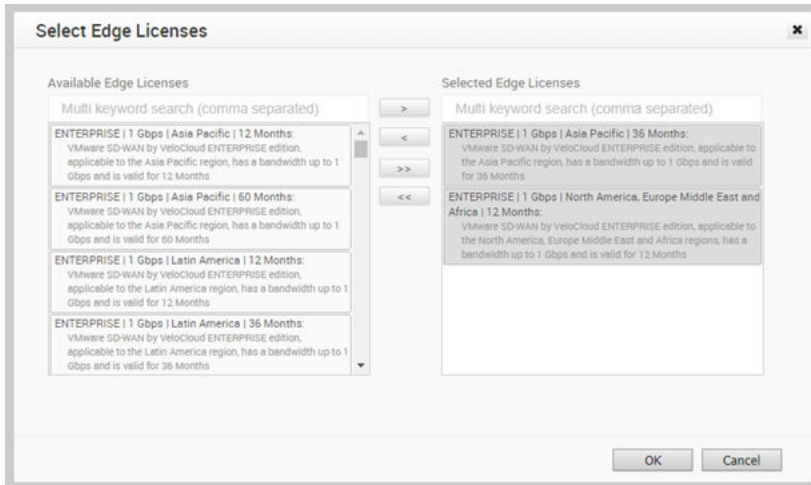 Select Edge Licenses
Available Edge Licenses
Multi keyword search (comma separated)
ENTERPRISE | 1 Gbps | Asia Pacific | 12 Months:
VMware SD-WAN by VeloCloud ENTERPRISE edition,
applicable to the Asia Pacific region, has a bandwidth up to 1
Gbps and is valid for 12 Months
ENTERPRISE | 1 Gbps | Asia Pacific | 60 Months:
VMware SD-WAN by VeloCloud ENTERPRISE edition,
applicable to the Asia Pacific region, has a bandwidth up to 1
Gbps and is valid for 60 Months
ENTERPRISE | 1 Gbps | Latin America | 12 Months:
VMware SD-WAN by VeloCloud ENTERPRISE edition,
applicable to the Latin America region, has a bandwidth up to 1
Gbps and is valid for 12 Months
ENTERPRISE | 1 Gbps | Latin America | 36 Months:
VMware SD-WAN by VeloCloud ENTERPRISE edition,
applicable to the Latin America region, has a bandwidth up to 1
Gbps and is valid for 36 Months
>
<
>>
<<
Selected Edge Licenses
Multi keyword search (comma separated)
ENTERPRISE | 1 Gbps | Asia Pacific | 36 Months:
VMware SD-WAN by VeloCloud ENTERPRISE edition, applicable to
the Asia Pacific region, has a bandwidth up to 1 Gbps and is valid
for 36 Months
ENTERPRISE | 1 Gbps | North America, Europe Middle East and
Africa | 12 Months:
VMware SD-WAN by VeloCloud ENTERPRISE edition, applicable to
the North America, Europe Middle East and Africa regions, has a
bandwidth up to 1 Gbps and is valid for 12 Months
OK
Cancel